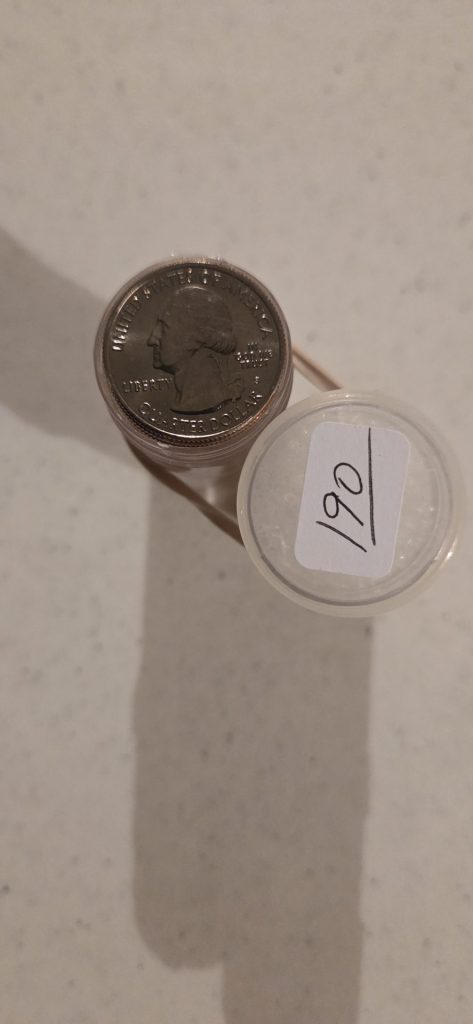 UNITED STATES OF AMERICA
LIBERTY
IN
GOD WE
TRUST
QUARTER DOLLAR
190